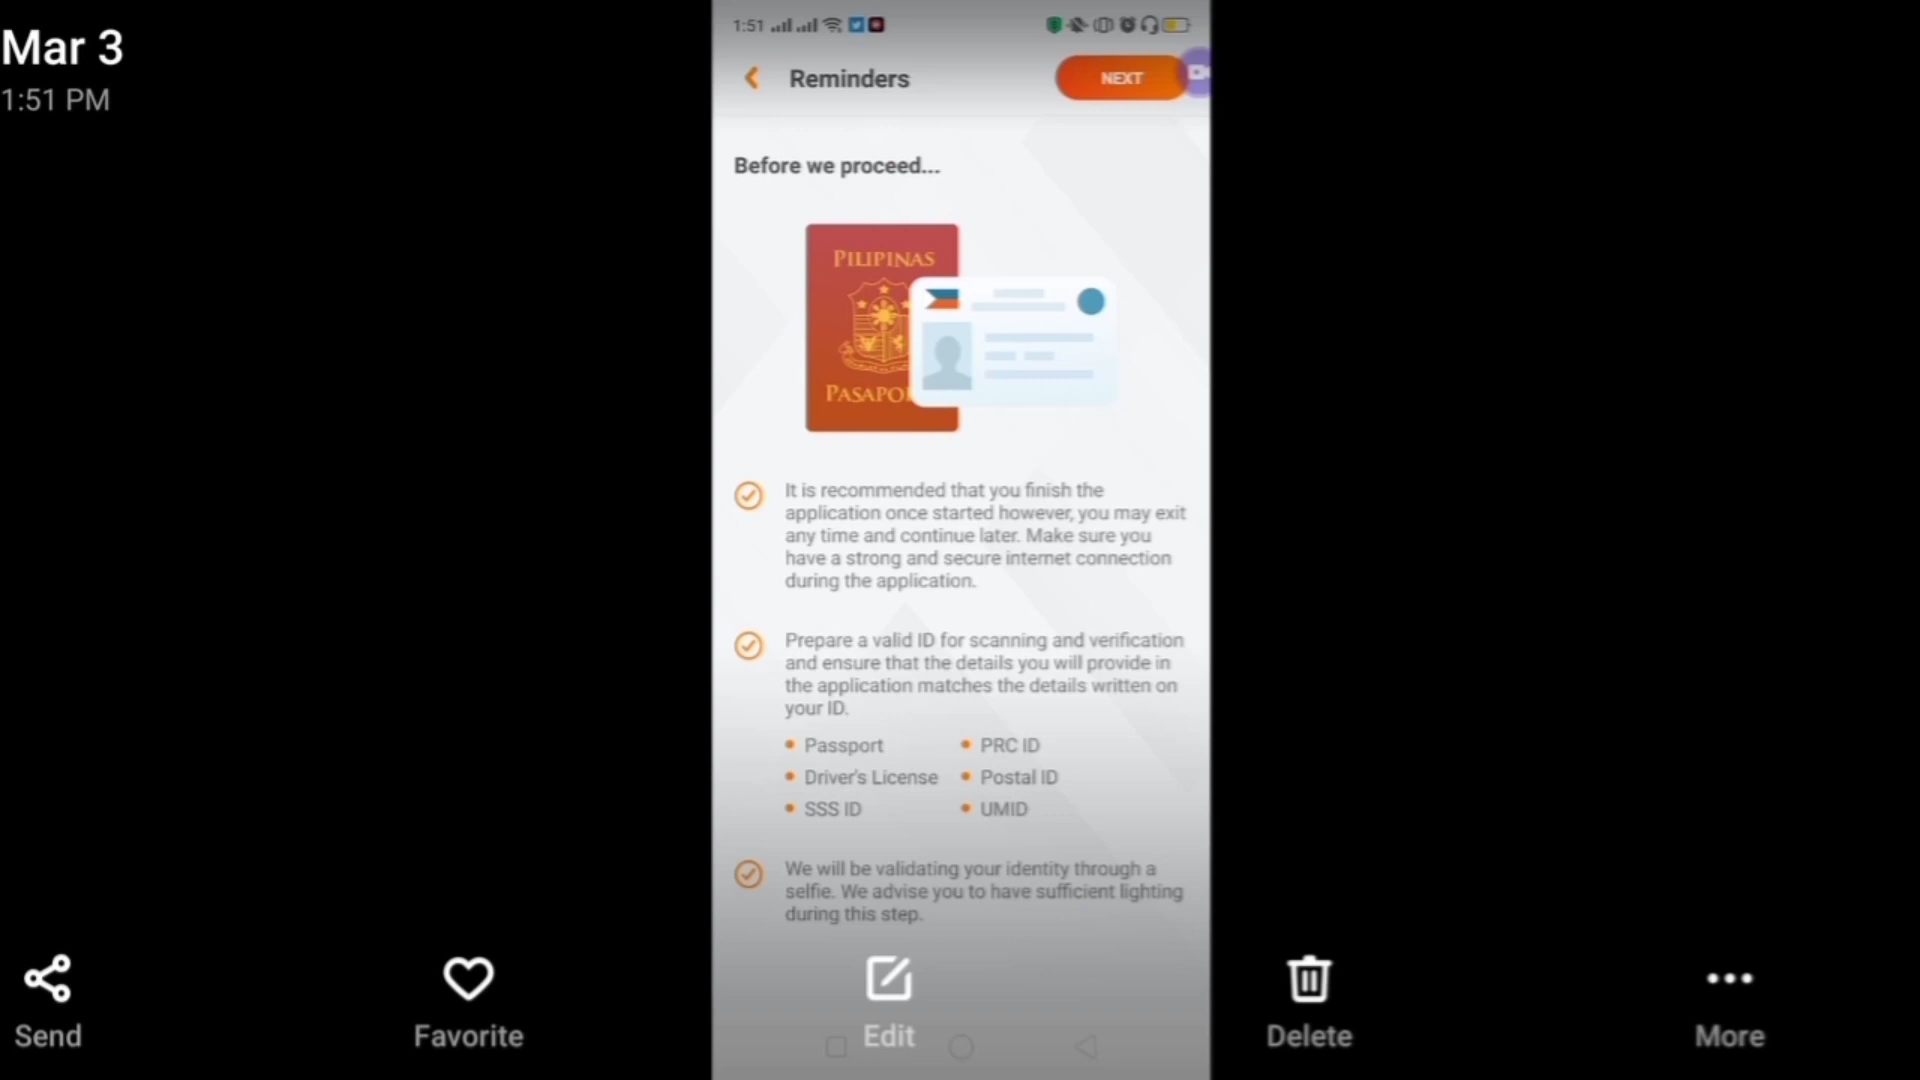 Mar 3
1:51 PM
1:51
Reminders
NEXT
Before we proceed...
PILIPINAS
It is recommended that you finish the
application once started however, you may exit
any time and continue later. Make sure you
have a strong and secure internet connection
during the application.
Prepare a valid ID for scanning and verification
and ensure that the details you will provide in
the application matches the details written on
your ID.
Passport
PRC ID
Driver's License
Postal ID
SSS ID
UMID
We will be validating your identity through a
selfie. We advise you to have sufficient lighting
during this step.
Send
Favorite
Edit
Delete
More